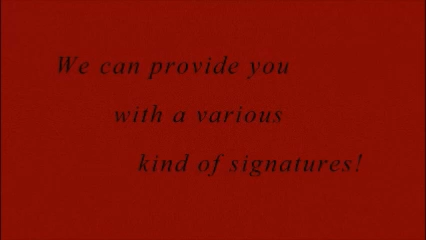 We can provide you
with a various
kind of signatures!